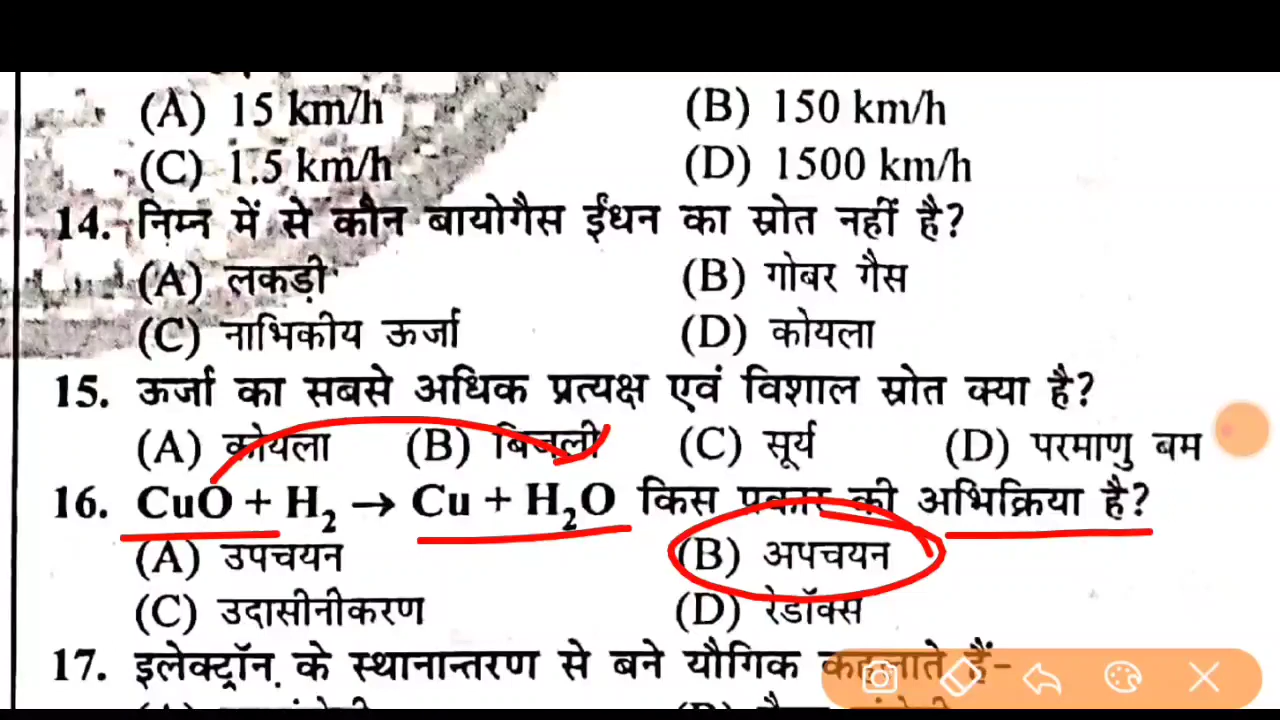 (A) 15 km/h (B) 150 km/h
(C) 1.5 km/h (D) 1500 km/h
14. निम्न में से कौन बायोगैस ईंधन का स्रोत नहीं है?
(A) लकड़ी (B) गोबर गैस
(C) नाभिकीय ऊर्जा (D) कोयला
15. ऊर्जा का सबसे अधिक प्रत्यक्ष एवं विशाल स्रोत क्या है?
(A) कोयला (B) बिजली (C) सूर्य (D) परमाणु बम
16. CuO + H₂ → Cu + H₂O किस प्रकार की अभिक्रिया है?
(A) उपचयन (B) अपचयन
(C) उदासीनीकरण (D) रेडॉक्स
17. इलेक्ट्रॉन के स्थानान्तरण से बने यौगिक कहलाते हैं-